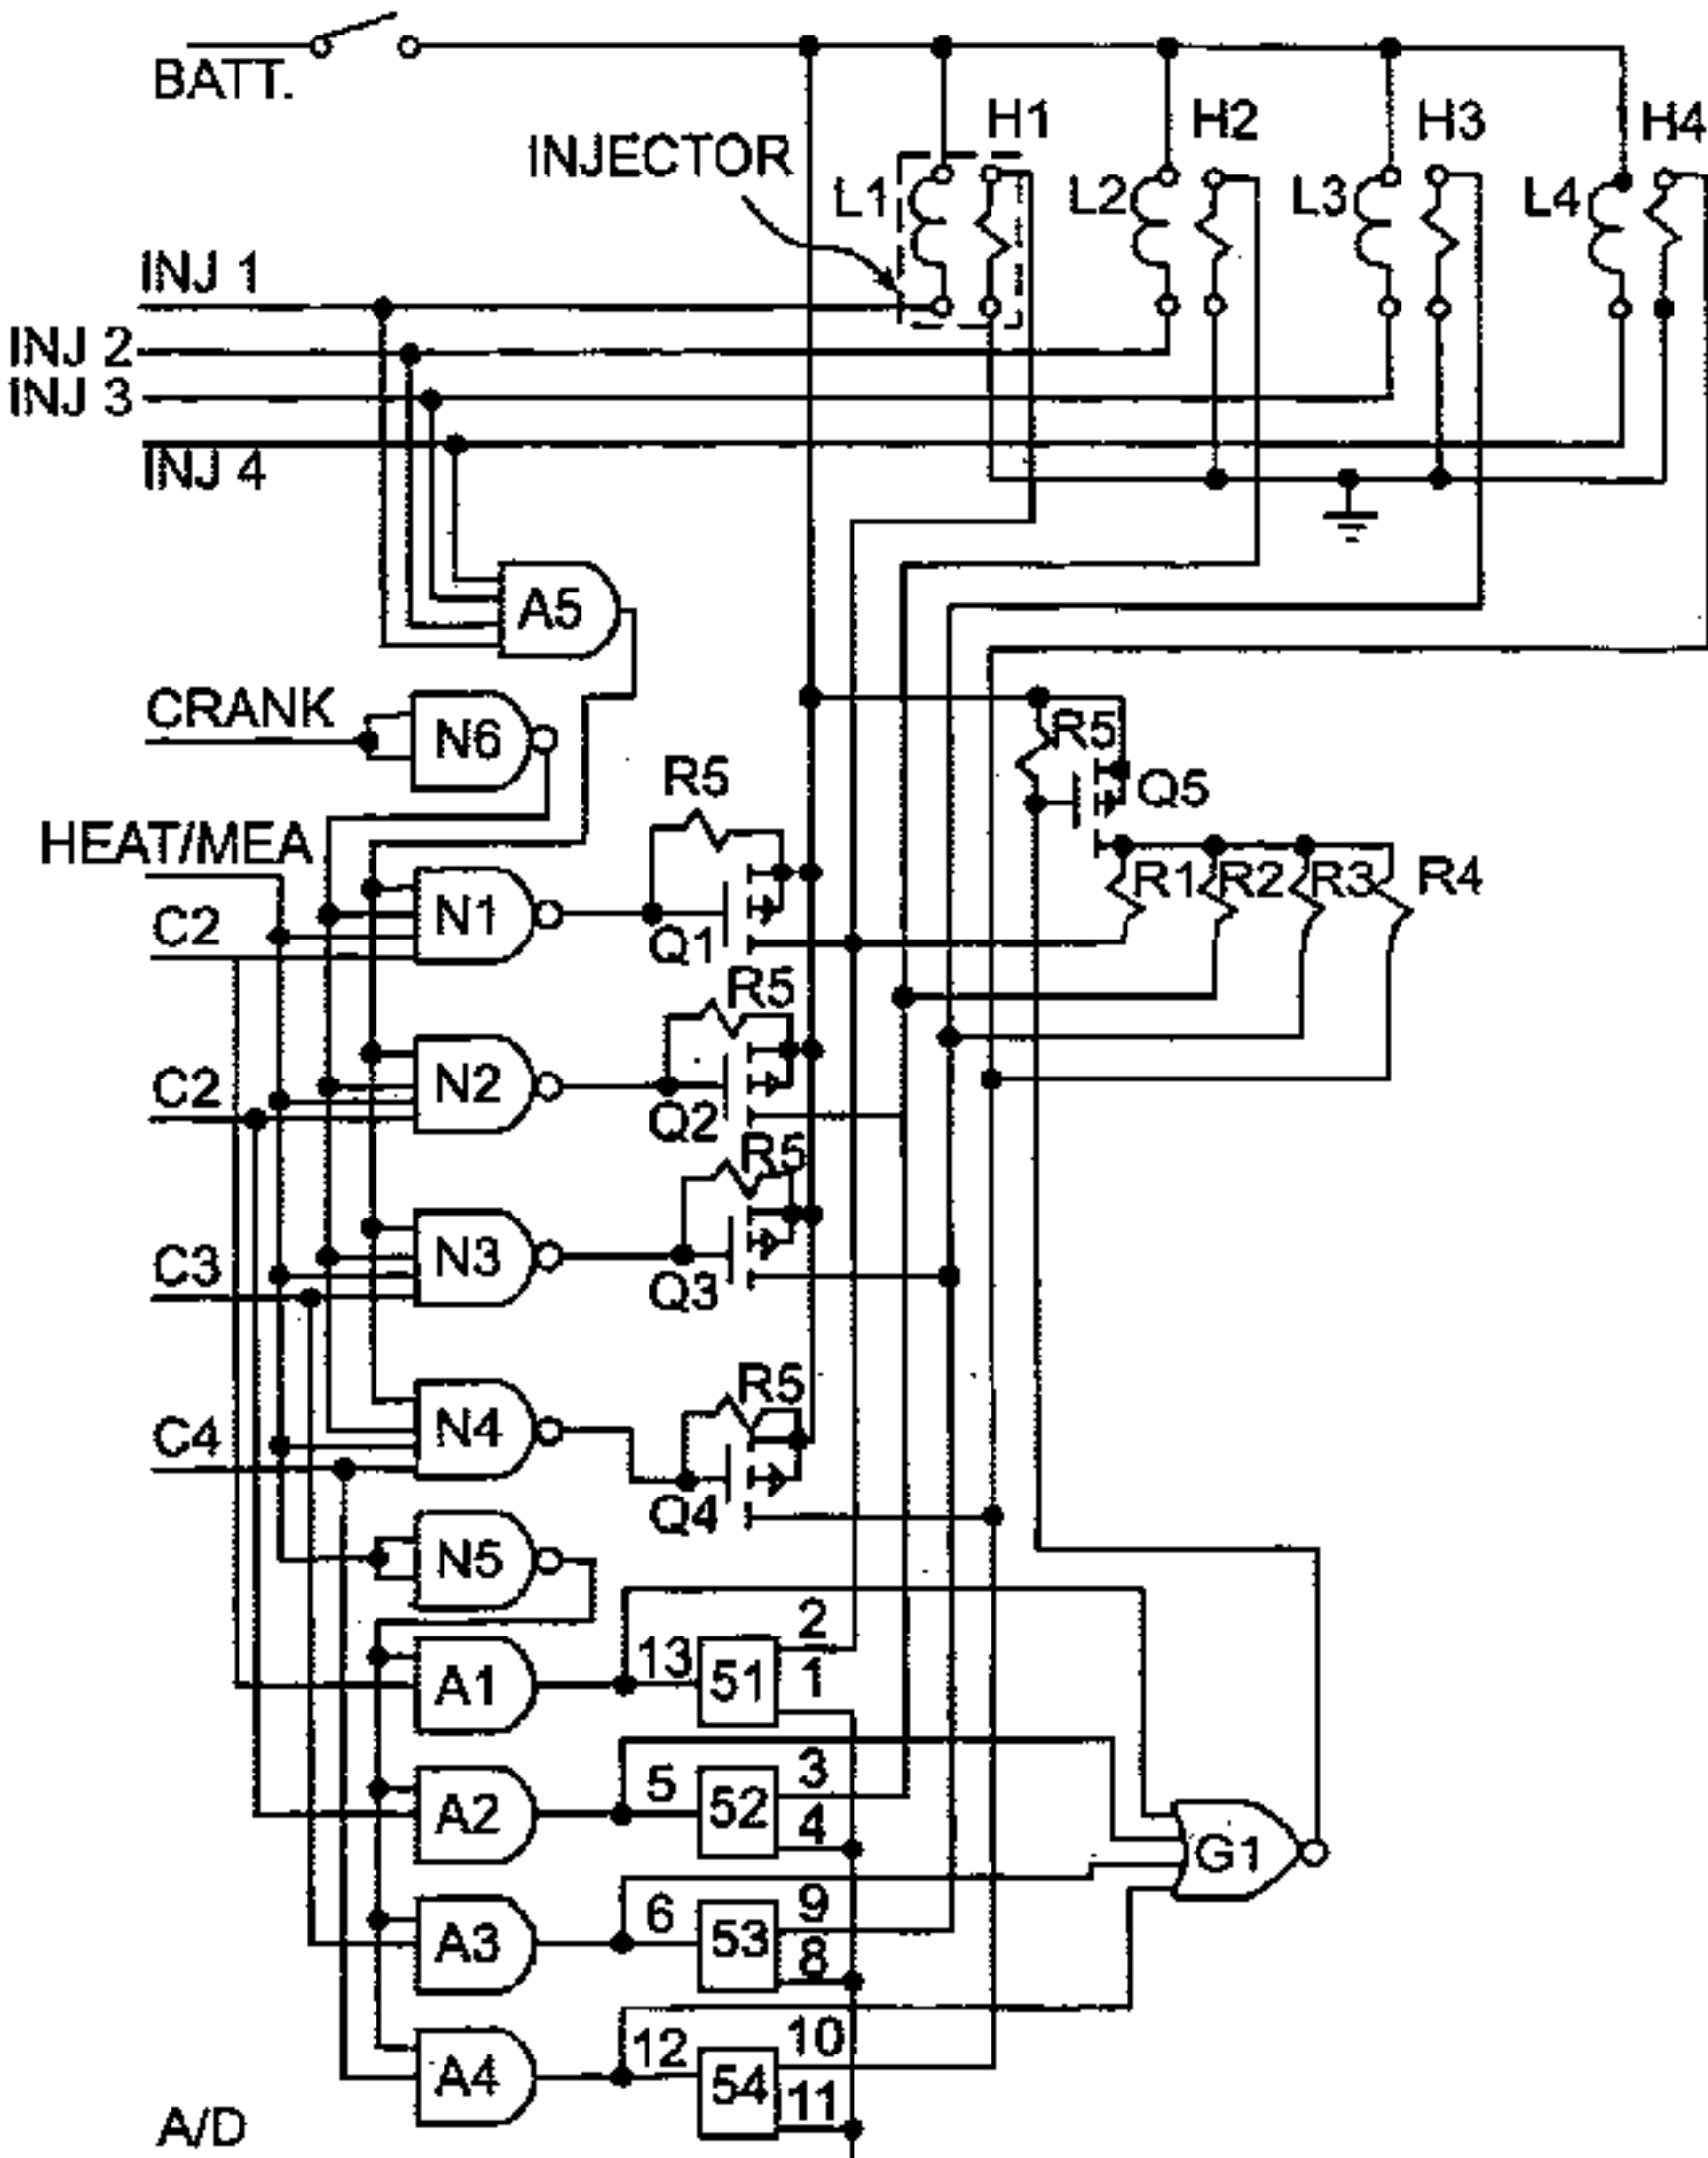 BATT.
INJECTOR
H1
H2
H3
H4
L1
L2
L3
L4
INJ 1
INJ 2
INJ 3
INJ 4
A5
CRANK
N6
R5
R5
Q5
HEAT/MEA
N1
Q1
R1
R2
R3
R4
C2
R5
C2
N2
Q2
R5
C3
N3
Q3
R5
C4
N4
Q4
N5
2
13
51
1
A1
3
5
52
4
A2
G1
9
6
53
8
A3
10
12
54
11
A4
A/D